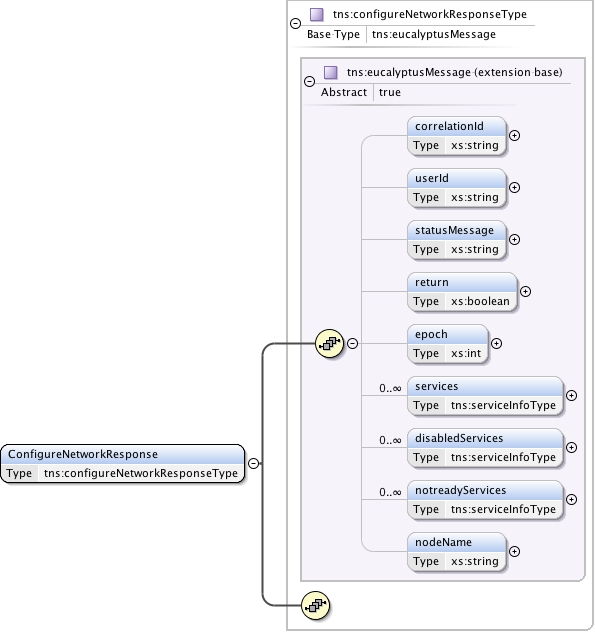 tns:configureNetworkResponseType
Base Type tns:eucalyptusMessage
tns:eucalyptusMessage (extension base)
Abstract true
correlationId
Type xs:string
userId
Type xs:string
statusMessage
Type xs:string
return
Type xs:boolean
epoch
Type xs:int
0..∞ services
Type tns:serviceInfoType
0..∞ disabledServices
Type tns:serviceInfoType
0..∞ notreadyServices
Type tns:serviceInfoType
nodeName
Type xs:string
ConfigureNetworkResponse
Type tns:configureNetworkResponseType